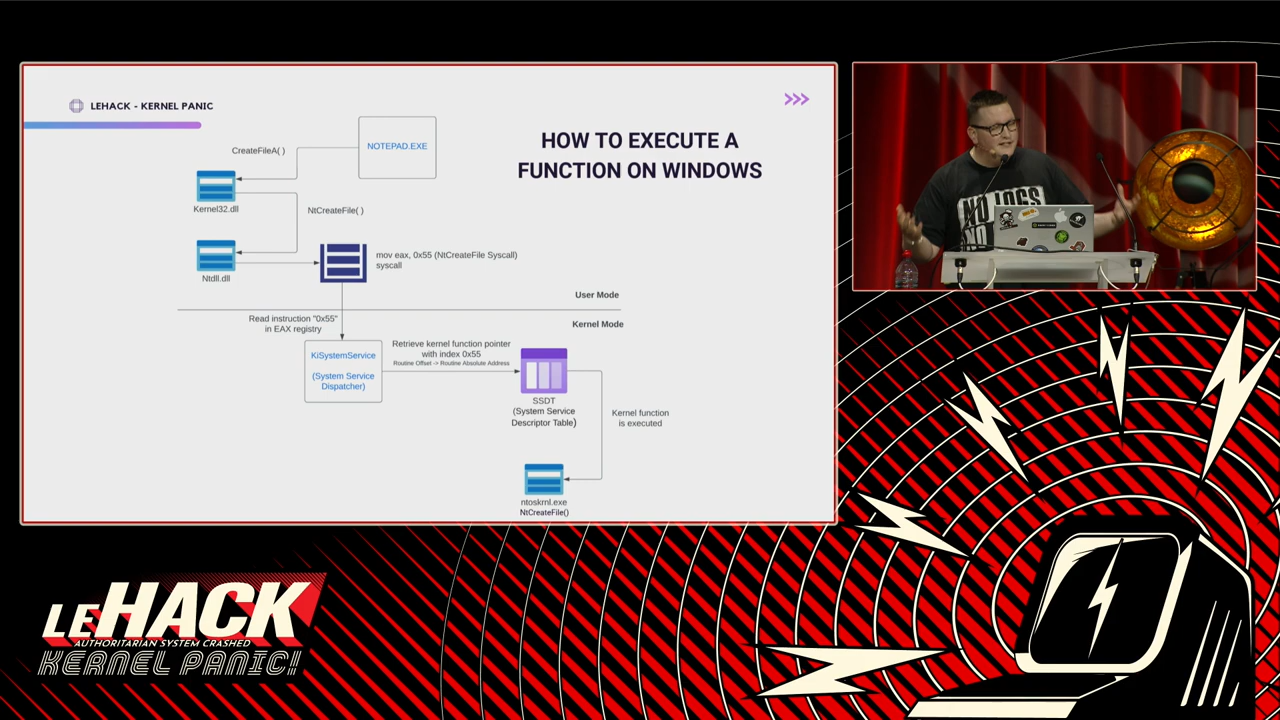 LEHACK - KERNEL PANIC
>>>
HOW TO EXECUTE A
FUNCTION ON WINDOWS
NOTEPAD.EXE
CreateFileA( )
Kernel32.dll
NtCreateFile( )
Ntdll.dll
mov eax, 0x55 (NtCreateFile Syscall)
syscall
User Mode
Kernel Mode
Read instruction "0x55"
in EAX registry
KiSystemService
(System Service
Dispatcher)
Retrieve kernel function pointer
with index 0x55
Routine Offset -> Routine Absolute Address
SSDT
(System Service
Descriptor Table)
Kernel function
is executed
ntoskrnl.exe
NtCreateFile()
NO LOGS
NO
LEHACK
AUTHORITARIAN SYSTEM CRASHED
KERNEL PANIC!